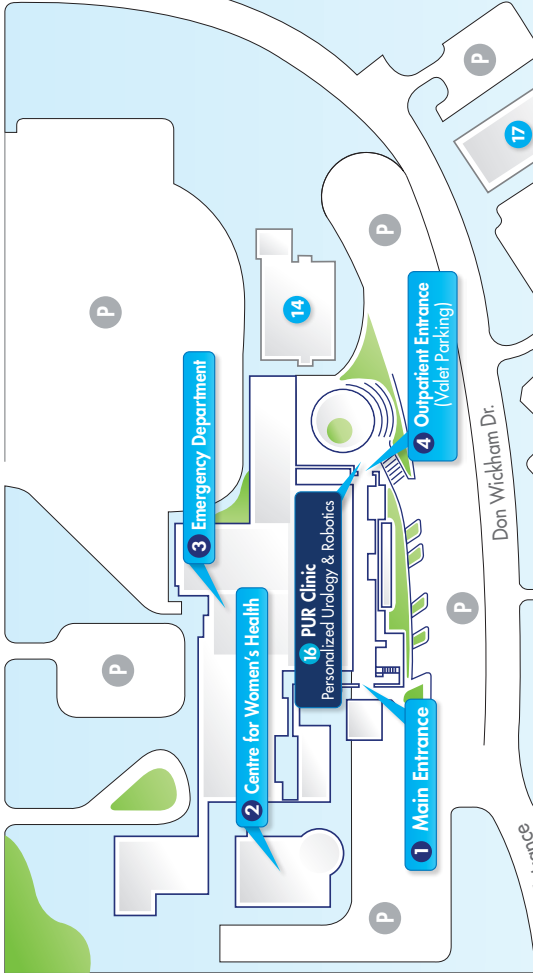 P
P
17
P
14
P
3 Emergency Department
4 Outpatient Entrance
(Valet Parking)
Don Wickham Dr.
16 PUR Clinic
Personalized Urology & Robotics
P
P
2 Centre for Women's Health
1 Main Entrance
P